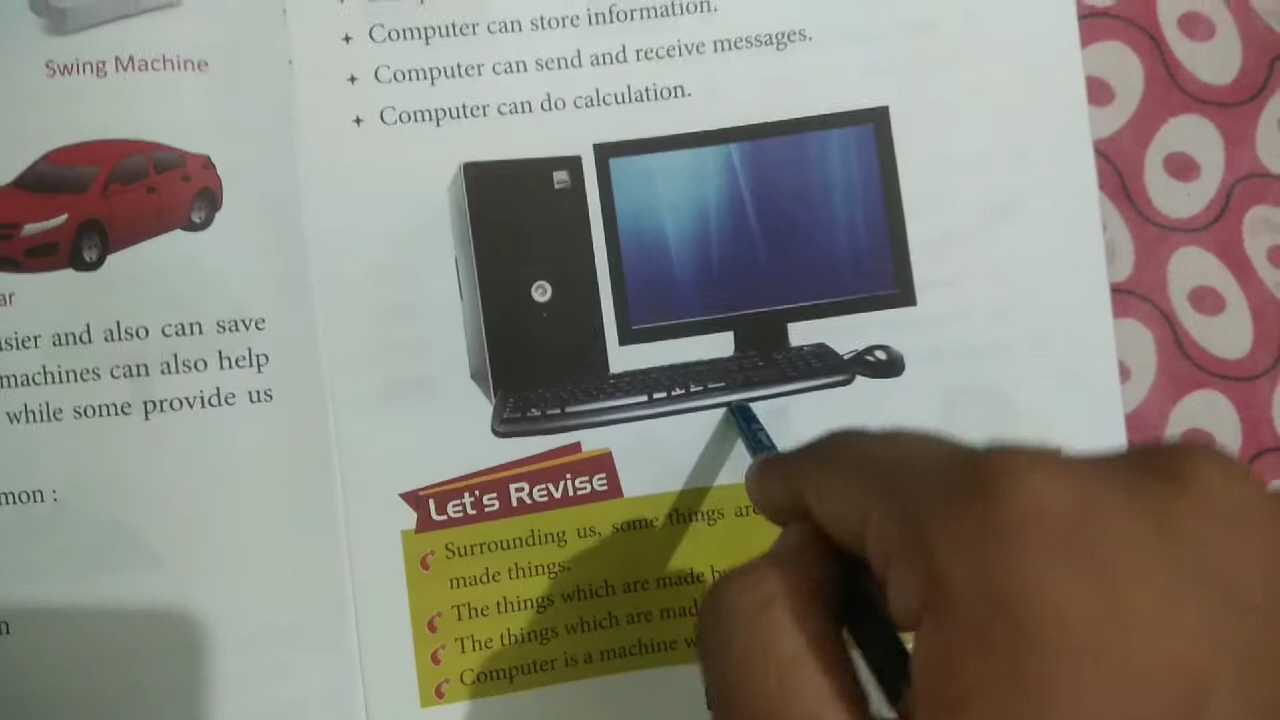 Swing Machine
ar
asier and also can save
machines can also help
while some provide us
mon :
n
Computer can store information.
Computer can send and receive messages.
Computer can do calculation.
Let's Revise
Surrounding us, some things are
made things.
The things which are made
The things which are
Computer is a machine